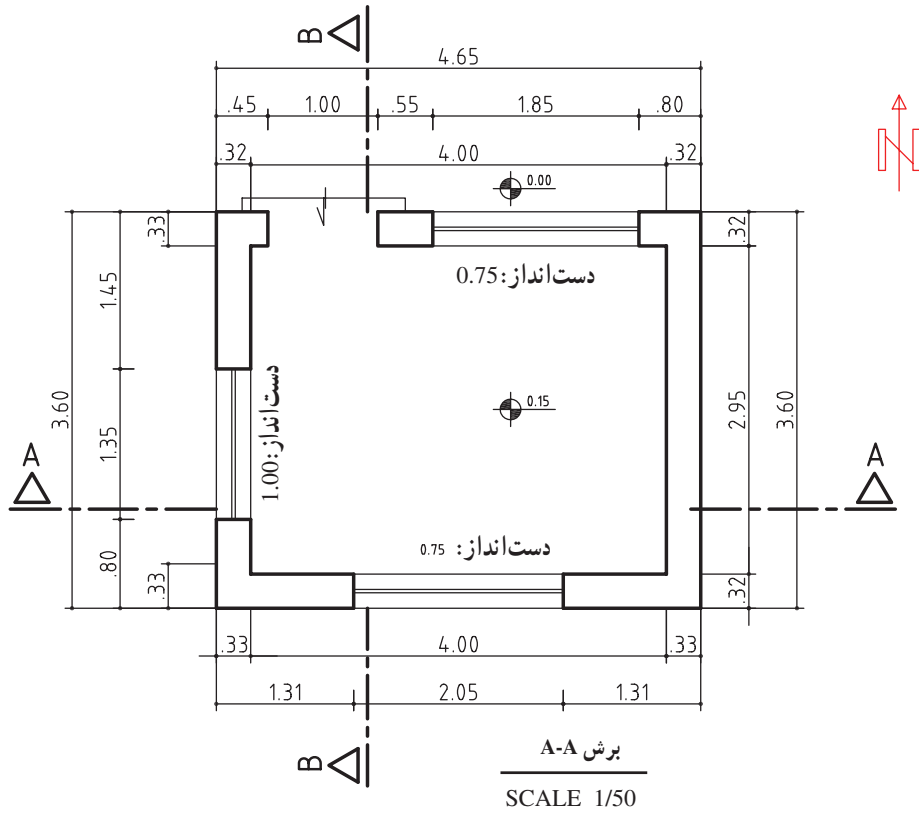 B
4.65
.45 1.00 .55 1.85 .80
.32 4.00 .32
N
0.00
.33 .32
دست‌انداز:0.75
1.45
دست‌انداز:1.00
0.15
3.60 1.35 2.95 3.60
A A
دست‌انداز: 0.75
.80 .33 .32
.33 4.00 .33
1.31 2.05 1.31
B
برش A-A
SCALE 1/50